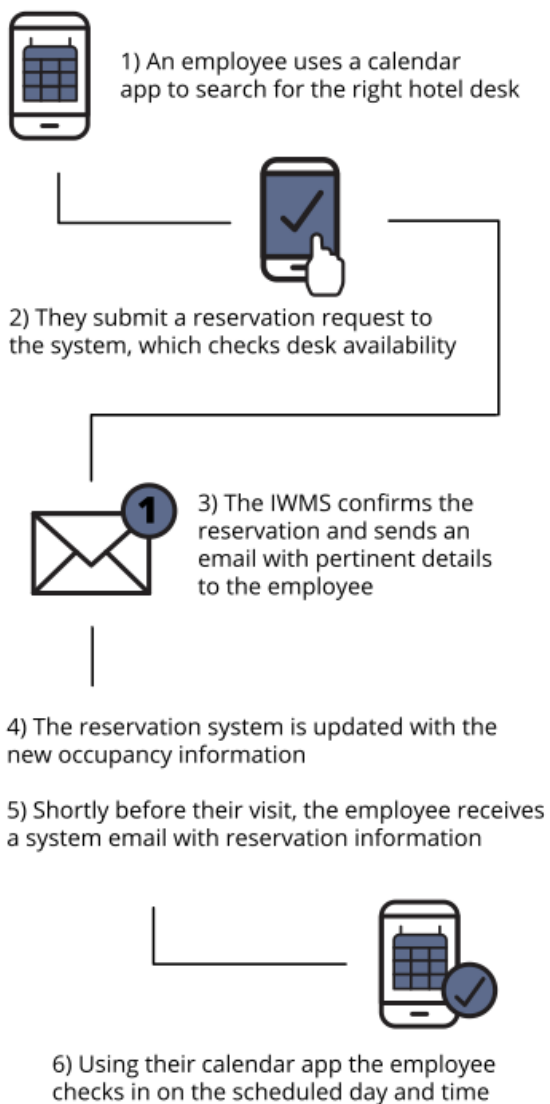 1) An employee uses a calendar
app to search for the right hotel desk
2) They submit a reservation request to
the system, which checks desk availability
1
3) The IWMS confirms the
reservation and sends an
email with pertinent details
to the employee
4) The reservation system is updated with the
new occupancy information
5) Shortly before their visit, the employee receives
a system email with reservation information
6) Using their calendar app the employee
checks in on the scheduled day and time